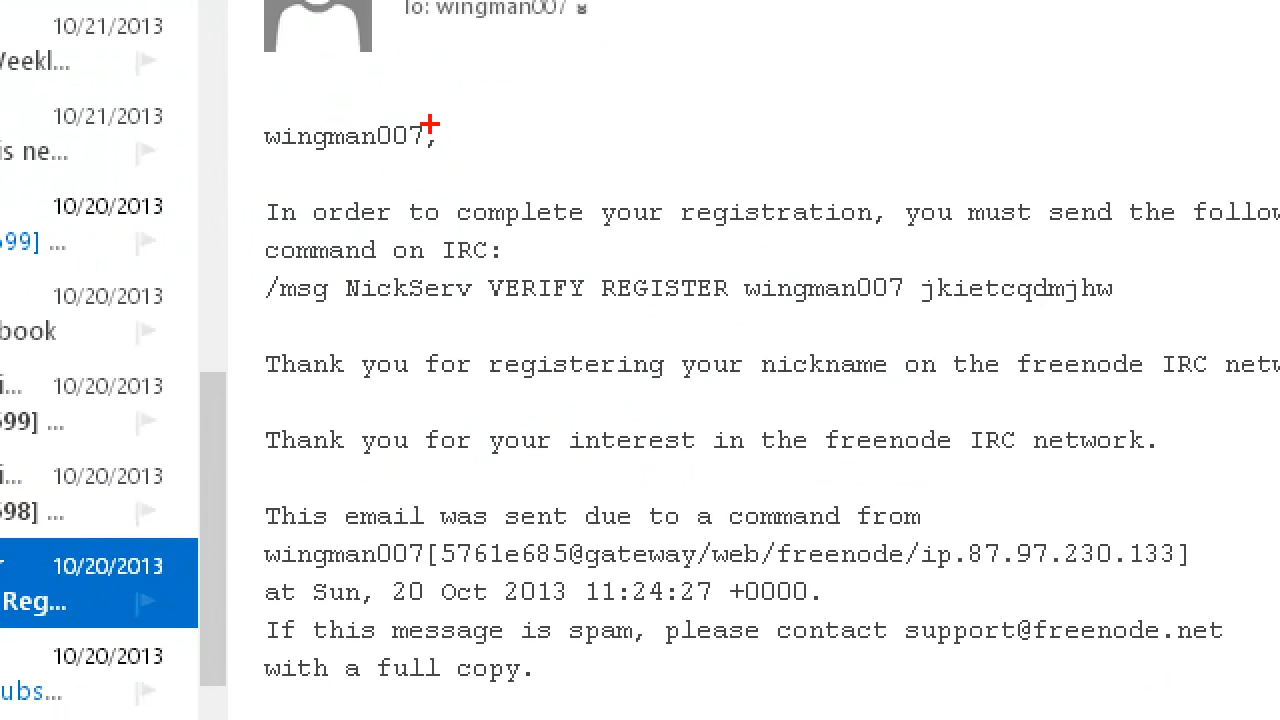 10/21/2013
Weekl...
10/21/2013
is ne...
10/20/2013
599] ...
10/20/2013
book
i... 10/20/2013
599] ...
i... 10/20/2013
598] ...
10/20/2013
Reg...
10/20/2013
ubs...
To: wingman007
wingman007,
In order to complete your registration, you must send the follow
command on IRC:
/msg NickServ VERIFY REGISTER wingman007 jkietcqdmjhw
Thank you for registering your nickname on the freenode IRC netw
Thank you for your interest in the freenode IRC network.
This email was sent due to a command from
wingman007[5761e685@gateway/web/freenode/ip.87.97.230.133]
at Sun, 20 Oct 2013 11:24:27 +0000.
If this message is spam, please contact support@freenode.net
with a full copy.